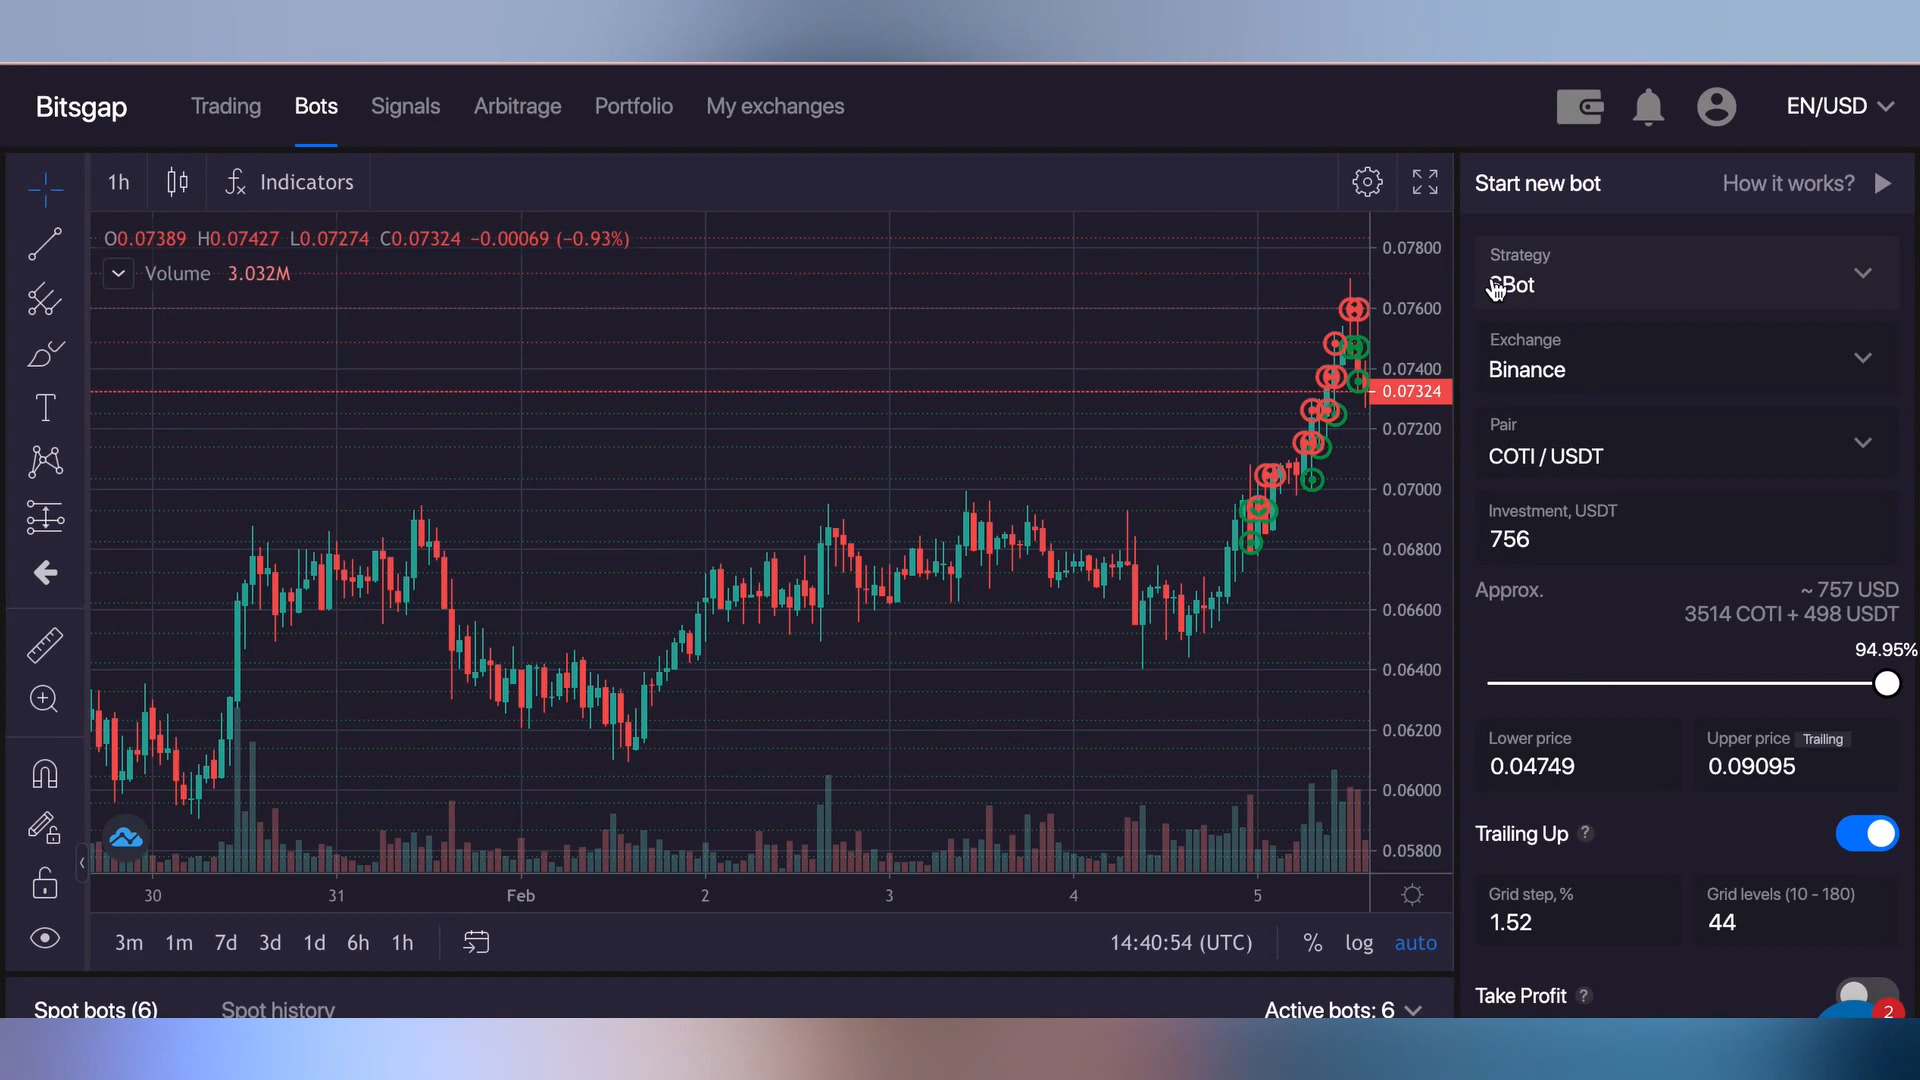 Bitsgap Trading Bots Signals Arbitrage Portfolio My exchanges EN/USD
1h Indicators
O0.07389 H0.07427 L0.07274 C0.07324 −0.00069 (−0.93%)
Volume 3.032M
0.07800
0.07600
0.07400
0.07324
0.07200
0.07000
0.06800
0.06600
0.06400
0.06200
0.06000
0.05800
30 31 Feb 2 3 4 5
3m 1m 7d 3d 1d 6h 1h 14:40:54 (UTC) % log auto
Spot bots (6) Spot history Active bots: 6
Start new bot How it works?
Strategy
Bot
Exchange
Binance
Pair
COTI / USDT
Investment, USDT
756
Approx. ~ 757 USD
3514 COTI + 498 USDT
94.95%
Lower price Upper price Trailing
0.04749 0.09095
Trailing Up ?
Grid step, % Grid levels (10 - 180)
1.52 44
Take Profit ?
2